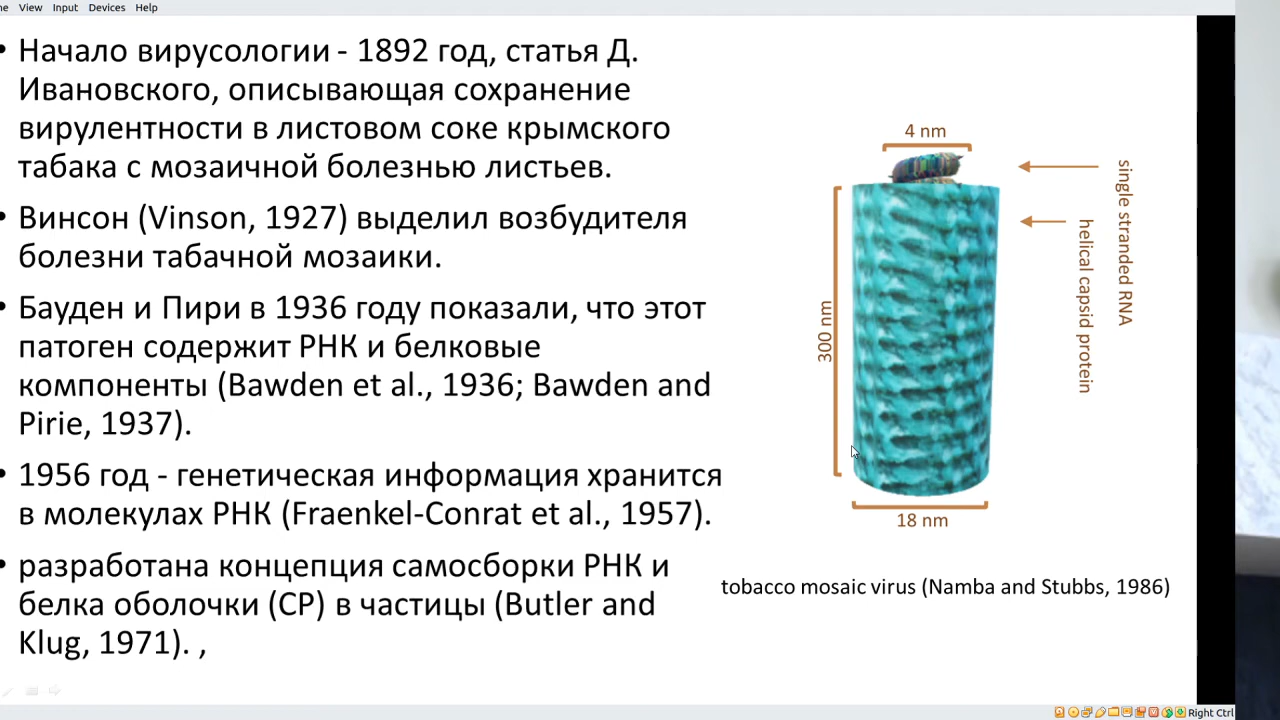 View Input Devices Help
• Начало вирусологии - 1892 год, статья Д.
Ивановского, описывающая сохранение
вирулентности в листовом соке крымского
табака с мозаичной болезнью листьев.
• Винсон (Vinson, 1927) выделил возбудителя
болезни табачной мозаики.
• Бауден и Пири в 1936 году показали, что этот
патоген содержит РНК и белковые
компоненты (Bawden et al., 1936; Bawden and
Pirie, 1937).
• 1956 год - генетическая информация хранится
в молекулах РНК (Fraenkel-Conrat et al., 1957).
• разработана концепция самосборки РНК и
белка оболочки (CP) в частицы (Butler and
Klug, 1971). ,
4 nm
300 nm
18 nm
single stranded RNA
helical capsid protein
tobacco mosaic virus (Namba and Stubbs, 1986)
Right Ctrl